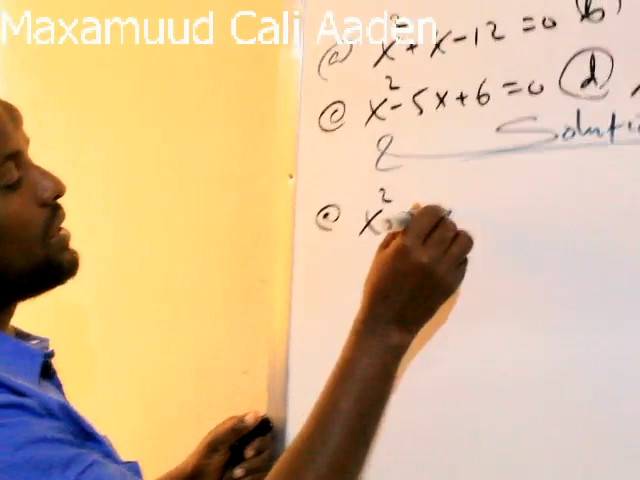 Maxamuud Cali Aaden
(a) x² + x - 12 = 0 b
(c) x² - 5x + 6 = 0 (d)
Soluti
x²